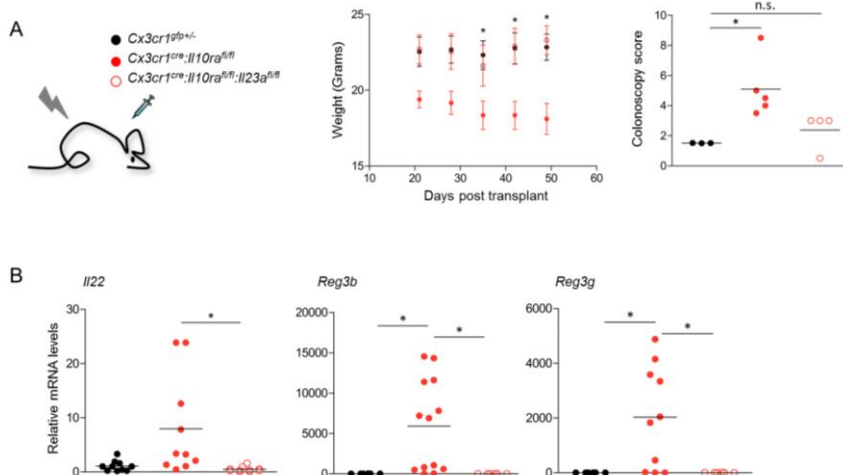 A
Cx3cr1gfp+/-
Cx3cr1cre:Il10rafl/fl
Cx3cr1cre:Il10rafl/fl:Il23afl/fl
Weight (Grams)
25
20
15
10 20 30 40 50 60
Days post transplant
* * *
Colonoscopy score
10
8
6
4
2
0
n.s.
*
B
Il22
Relative mRNA levels
30
20
10
0
*
Reg3b
20000
15000
10000
5000
0
* *
Reg3g
6000
4000
2000
0
* *